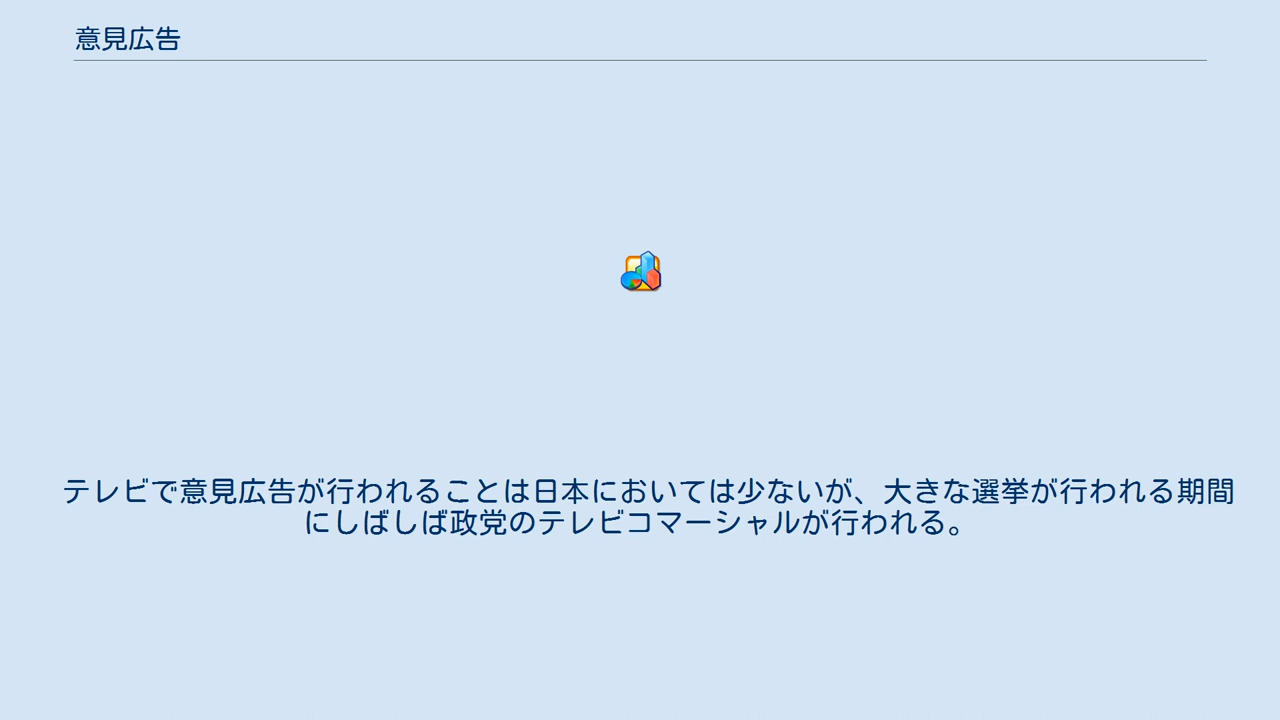 意見広告
テレビで意見広告が行われることは日本においては少ないが、大きな選挙が行われる期間
にしばしば政党のテレビコマーシャルが行われる。